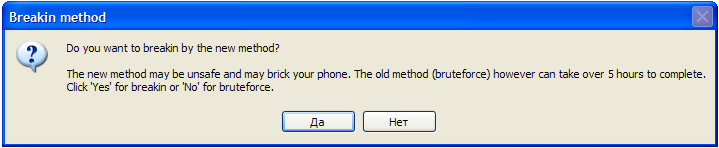 Breakin method
Do you want to breakin by the new method?
The new method may be unsafe and may brick your phone. The old method (bruteforce) however can take over 5 hours to complete.
Click 'Yes' for breakin or 'No' for bruteforce.
Да
Нет